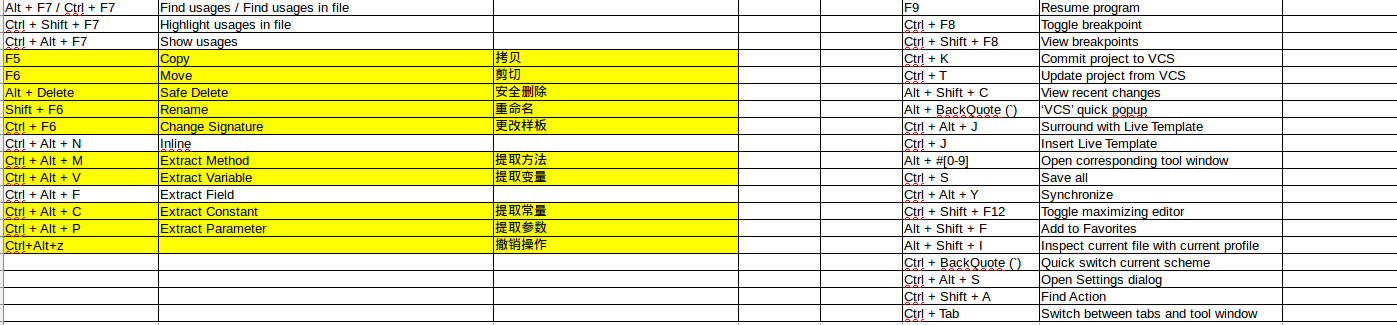 Alt + F7 / Ctrl + F7 Find usages / Find usages in file F9 Resume program
Ctrl + Shift + F7 Highlight usages in file Ctrl + F8 Toggle breakpoint
Ctrl + Alt + F7 Show usages Ctrl + Shift + F8 View breakpoints
F5 Copy 拷贝 Ctrl + K Commit project to VCS
F6 Move 剪切 Ctrl + T Update project from VCS
Alt + Delete Safe Delete 安全删除 Alt + Shift + C View recent changes
Shift + F6 Rename 重命名 Alt + BackQuote (`) ‘VCS’ quick popup
Ctrl + F6 Change Signature 更改样板 Ctrl + Alt + J Surround with Live Template
Ctrl + Alt + N Inline Ctrl + J Insert Live Template
Ctrl + Alt + M Extract Method 提取方法 Alt + #[0-9] Open corresponding tool window
Ctrl + Alt + V Extract Variable 提取变量 Ctrl + S Save all
Ctrl + Alt + F Extract Field Ctrl + Alt + Y Synchronize
Ctrl + Alt + C Extract Constant 提取常量 Ctrl + Shift + F12 Toggle maximizing editor
Ctrl + Alt + P Extract Parameter 提取参数 Alt + Shift + F Add to Favorites
Ctrl+Alt+z 撤销操作 Alt + Shift + I Inspect current file with current profile
Ctrl + BackQuote (`) Quick switch current scheme
Ctrl + Alt + S Open Settings dialog
Ctrl + Shift + A Find Action
Ctrl + Tab Switch between tabs and tool window